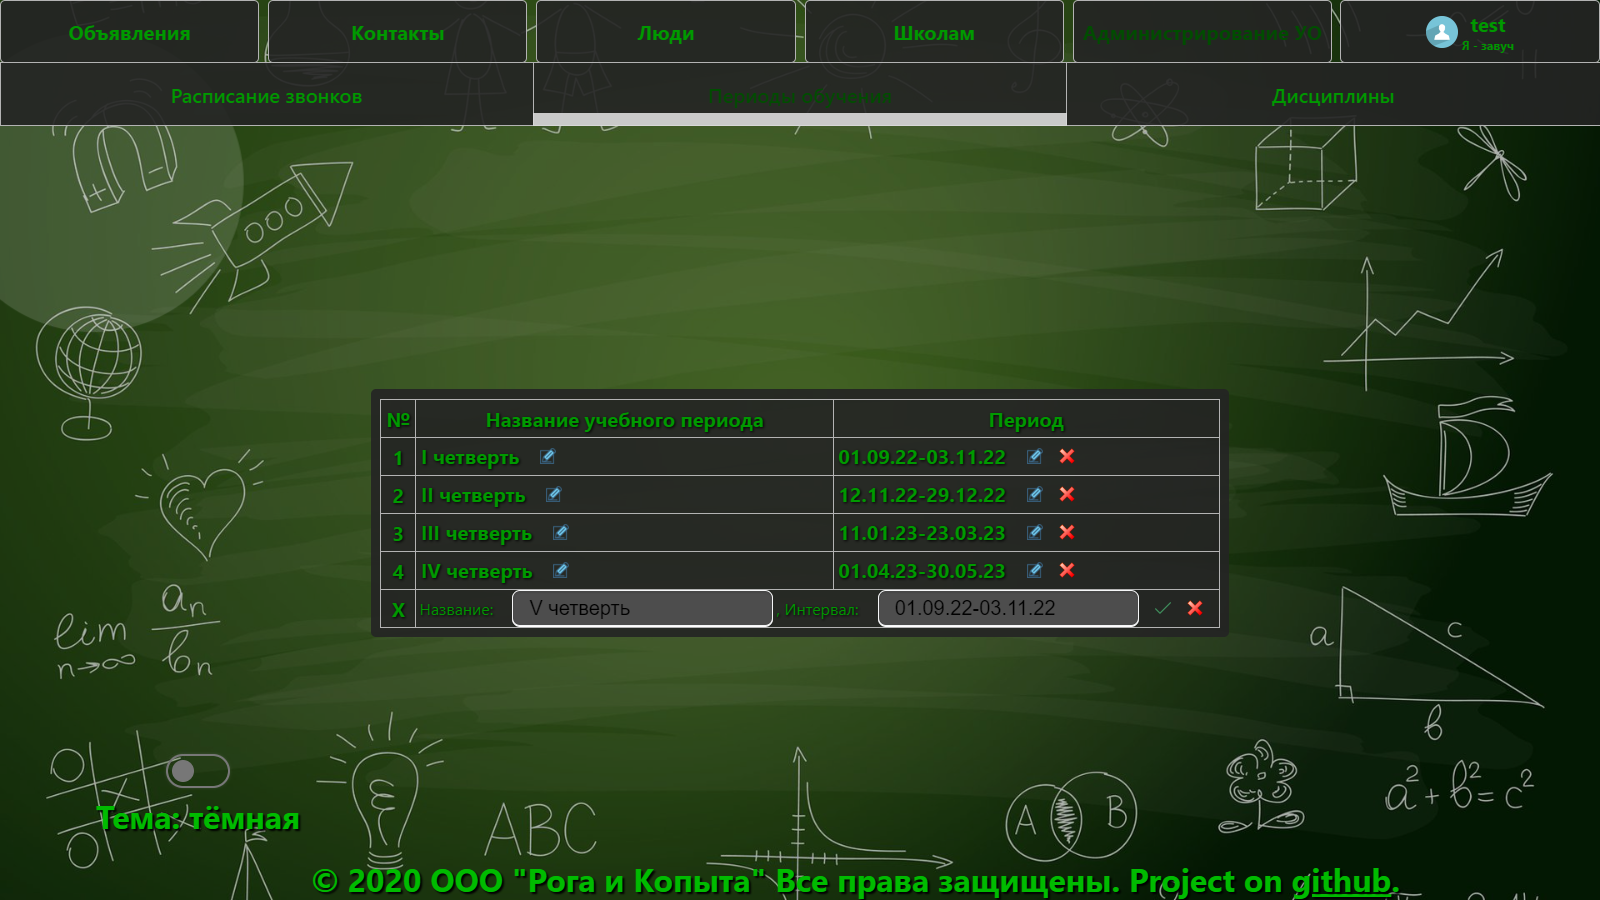 Объявления
Контакты
Люди
Школам
Администрирование УО
test
Я - завуч
Расписание звонков
Периоды обучения
Дисциплины
№ Название учебного периода Период
1 I четверть 01.09.22-03.11.22
2 II четверть 12.11.22-29.12.22
3 III четверть 11.01.23-23.03.23
4 IV четверть 01.04.23-30.05.23
X Название: V четверть , Интервал: 01.09.22-03.11.22
lim n→∞ an/bn
a
c
b
Тема: тёмная
ABC
A B
a²+b²=c²
© 2020 ООО "Рога и Копыта" Все права защищены. Project on github.